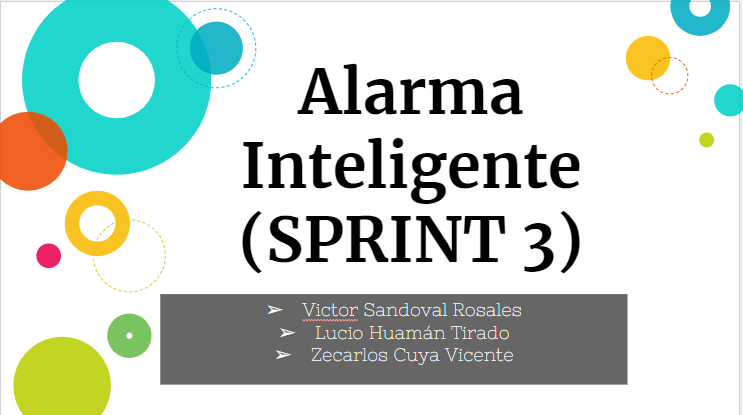 Alarma
Inteligente
(SPRINT 3)
➢ Victor Sandoval Rosales
➢ Lucio Huamán Tirado
➢ Zecarlos Cuya Vicente